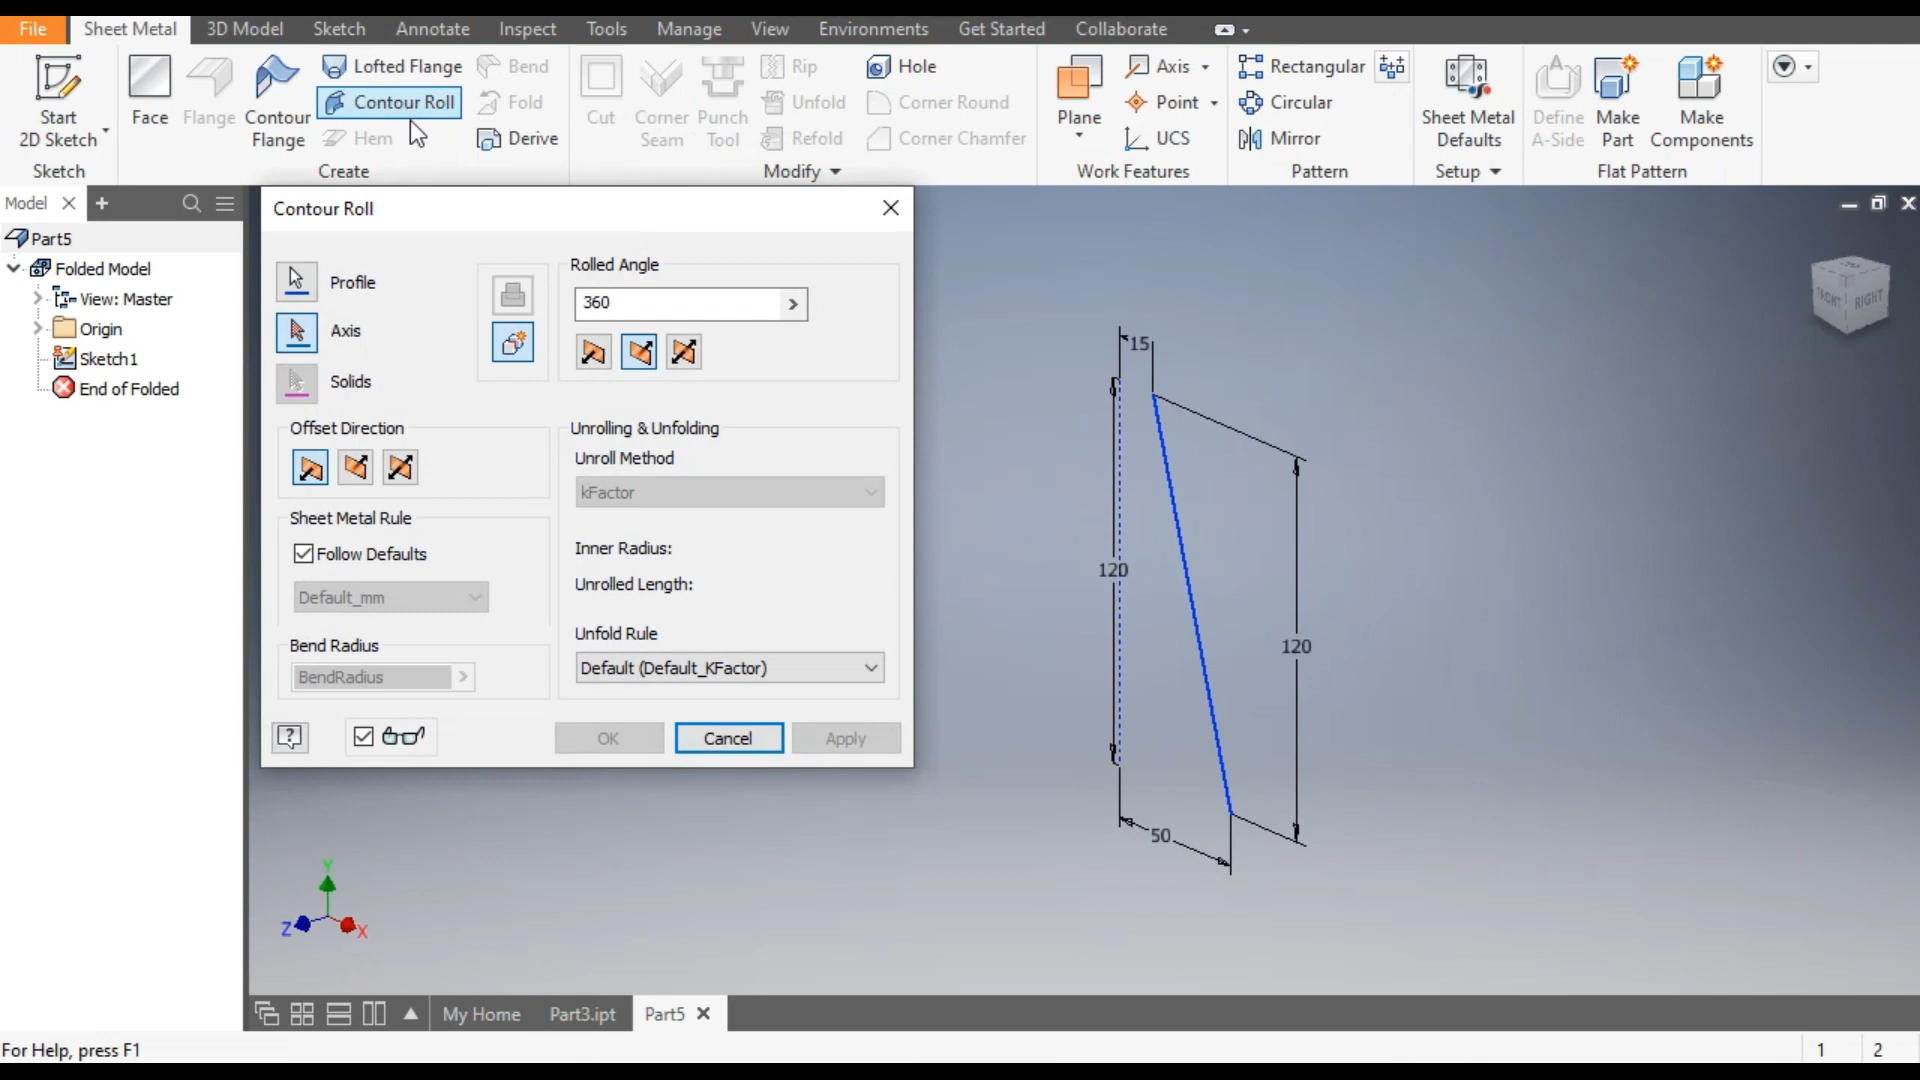 File Sheet Metal 3D Model Sketch Annotate Inspect Tools Manage View Environments Get Started Collaborate
Start 2D Sketch
Face
Flange
Contour Flange
Lofted Flange
Contour Roll
Hem
Bend
Fold
Derive
Cut
Corner Seam
Punch Tool
Rip
Unfold
Refold
Hole
Corner Round
Corner Chamfer
Plane
Axis
Point
UCS
Rectangular
Circular
Mirror
Sheet Metal Defaults
Define A-Side
Make Part
Make Components
Sketch Create Modify Work Features Pattern Setup Flat Pattern
Model
Part5
Folded Model
View: Master
Origin
Sketch1
End of Folded
Contour Roll
Profile
Axis
Solids
Rolled Angle
360
Offset Direction
Sheet Metal Rule
Follow Defaults
Default_mm
Bend Radius
BendRadius
Unrolling & Unfolding
Unroll Method
kFactor
Inner Radius:
Unrolled Length:
Unfold Rule
Default (Default_KFactor)
?
OK Cancel Apply
15
120
120
50
FRONT RIGHT
Y
Z
X
My Home Part3.ipt Part5
For Help, press F1
1 2